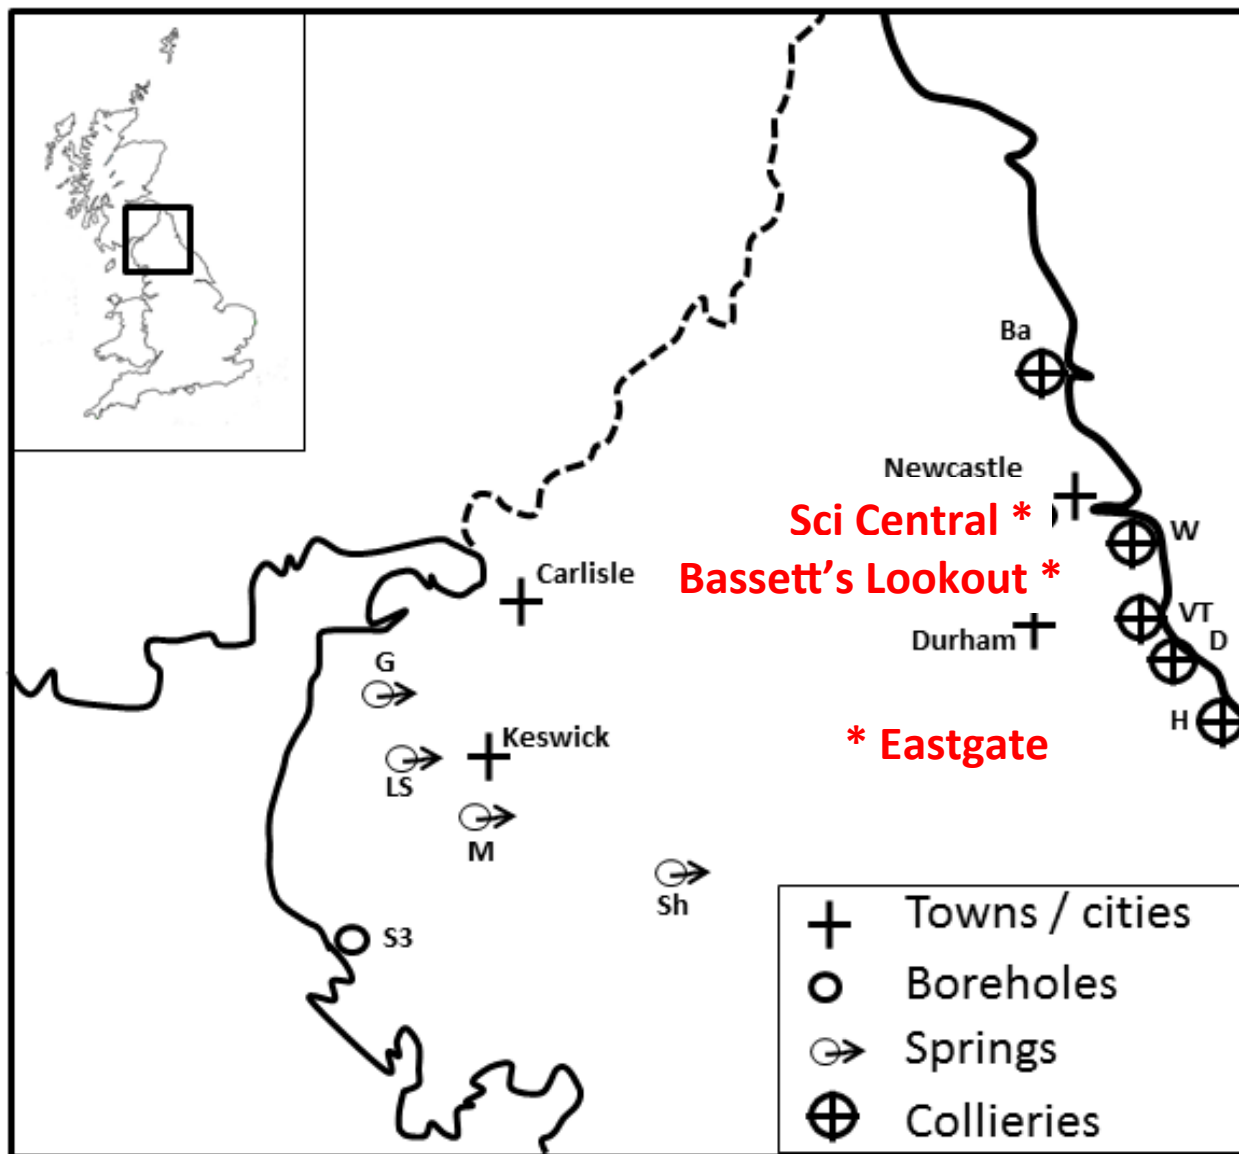 Ba
Newcastle
Sci Central *
W
Bassett’s Lookout *
Carlisle
VT
Durham
D
G
H
Keswick
* Eastgate
LS
M
Sh
S3
Towns / cities
Boreholes
Springs
Collieries